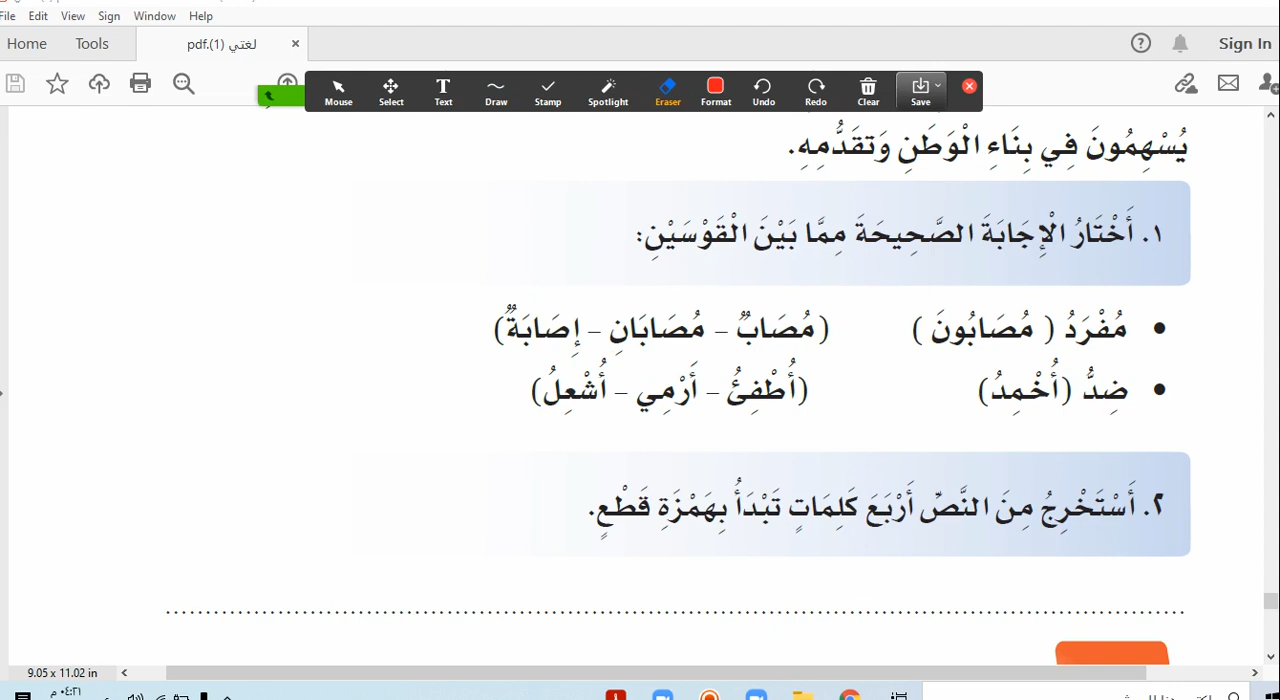 File Edit View Sign Window Help
Home Tools لغتي (1).pdf × Sign In
Mouse Select Text Draw Stamp Spotlight Eraser Format Undo Redo Clear Save
يُسْهِمُونَ فِي بِنَاءِ الْوَطَنِ وَتَقَدُّمِهِ.
١. أَخْتَارُ الْإِجَابَةَ الصَّحِيحَةَ مِمَّا بَيْنَ الْقَوْسَيْنِ:
• مُفْرَدُ ( مُصَابُونَ ) (مُصَابٌ – مُصَابَانِ – إِصَابَةٌ)
• ضِدُّ (أُخْمِدُ) (أُطْفِئُ – أَرْمِي – أُشْعِلُ)
٢. أَسْتَخْرِجُ مِنَ النَّصِّ أَرْبَعَ كَلِمَاتٍ تَبْدَأُ بِهَمْزَةِ قَطْعٍ.
9.05 x 11.02 in
٠٤:٢٦ م